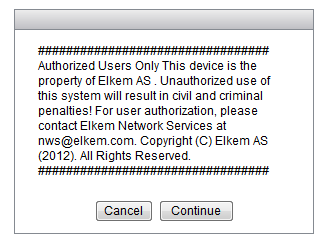 #################################
Authorized Users Only This device is the
property of Elkem AS . Unauthorized use of
this system will result in civil and criminal
penalties! For user authorization, please
contact Elkem Network Services at
nws@elkem.com. Copyright (C) Elkem AS
(2012). All Rights Reserved.
#################################
Cancel Continue